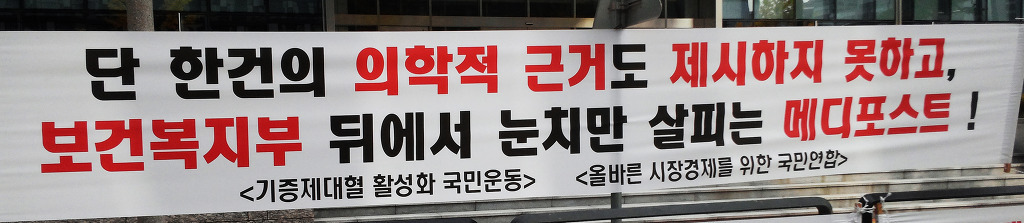 단 한건의 의학적 근거도 제시하지 못하고,
보건복지부 뒤에서 눈치만 살피는 메디포스트 !
<기증제대혈 활성화 국민운동> <올바른 시장경제를 위한 국민연합>